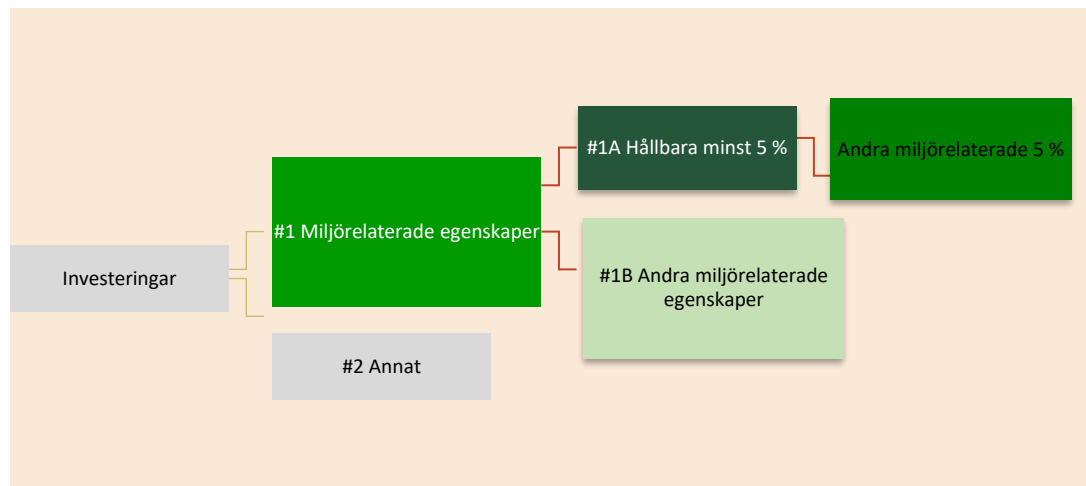 Investeringar
#1 Miljörelaterade egenskaper
#2 Annat
#1A Hållbara minst 5 %
#1B Andra miljörelaterade
egenskaper
Andra miljörelaterade 5 %